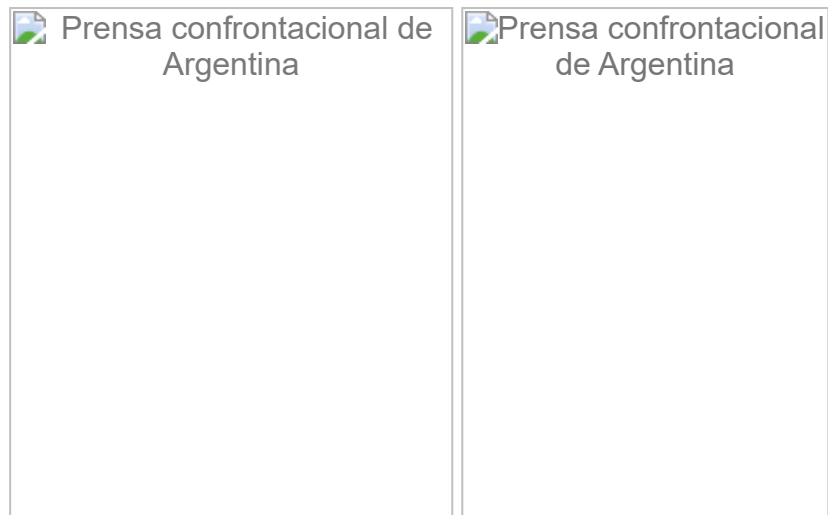 Prensa confrontacional de
Argentina
Prensa confrontacional
de Argentina